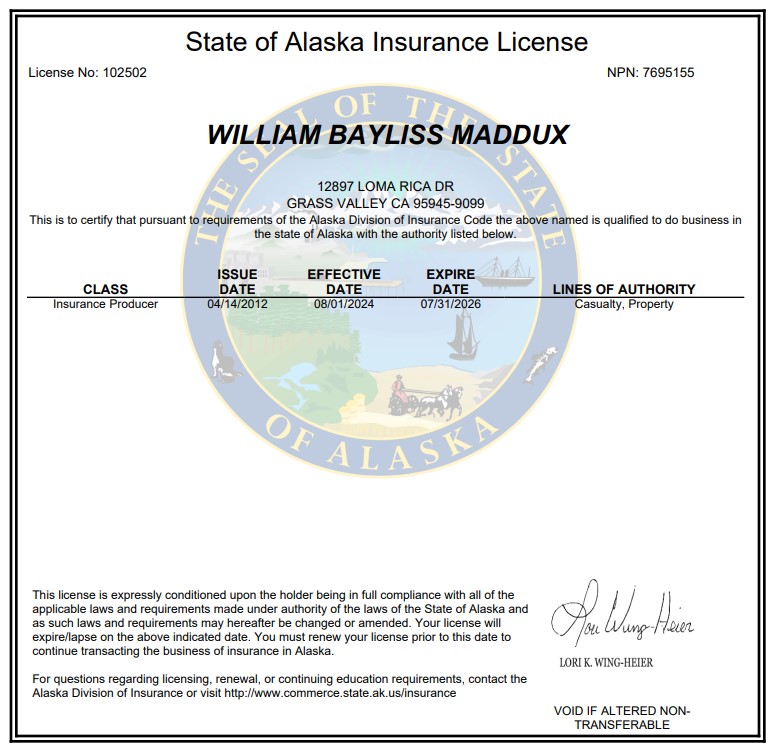 State of Alaska Insurance License
License No: 102502
NPN: 7695155
WILLIAM BAYLISS MADDUX
12897 LOMA RICA DR
GRASS VALLEY CA 95945-9099
This is to certify that pursuant to requirements of the Alaska Division of Insurance Code the above named is qualified to do business in
the state of Alaska with the authority listed below.
CLASS ISSUE DATE EFFECTIVE DATE EXPIRE DATE LINES OF AUTHORITY
Insurance Producer 04/14/2012 08/01/2024 07/31/2026 Casualty, Property
THE SEAL OF THE STATE
OF ALASKA
This license is expressly conditioned upon the holder being in full compliance with all of the
applicable laws and requirements made under authority of the laws of the State of Alaska and
as such laws and requirements may hereafter be changed or amended. Your license will
expire/lapse on the above indicated date. You must renew your license prior to this date to
continue transacting the business of insurance in Alaska.
For questions regarding licensing, renewal, or continuing education requirements, contact the
Alaska Division of Insurance or visit http://www.commerce.state.ak.us/insurance
Lori Wing-Heier
LORI K. WING-HEIER
VOID IF ALTERED NON-
TRANSFERABLE